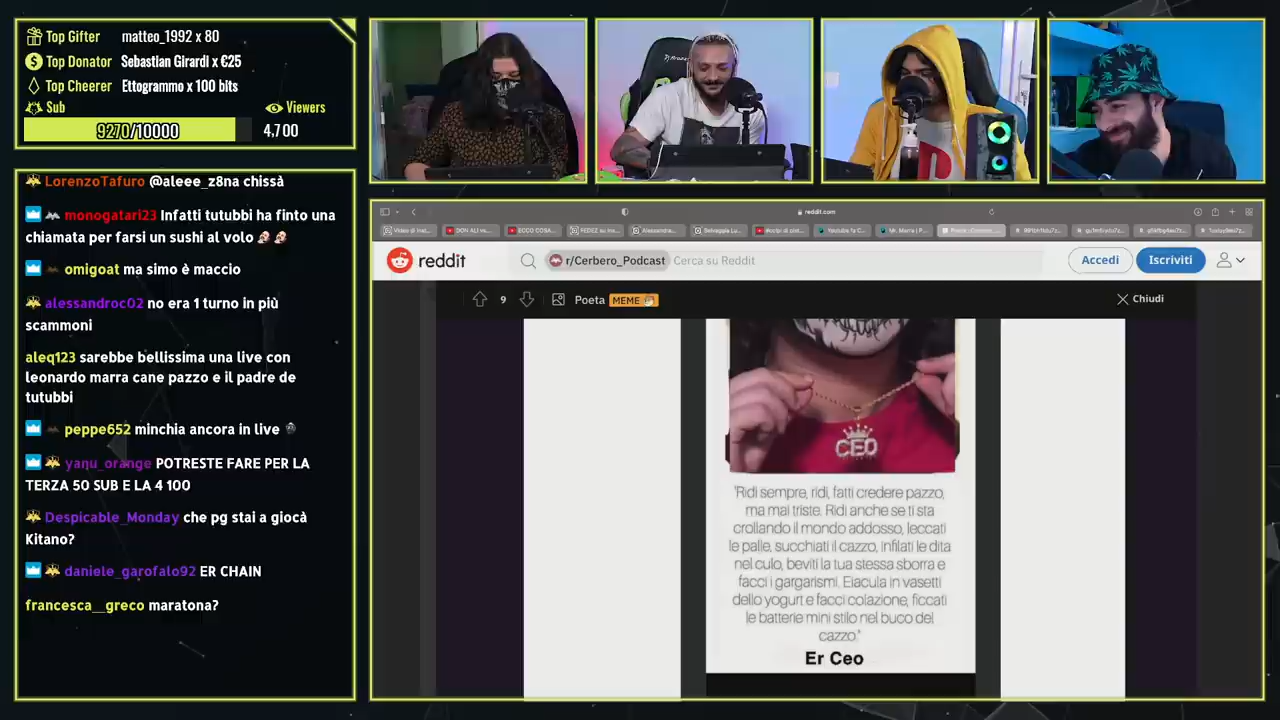 Top Gifter matteo_1992 x 80
Top Donator Sebastian Girardi x €25
Top Cheerer Ettogrammo x 100 bits
Sub Viewers
9270/10000 4,700
LorenzoTafuro @aleee_z8na chissà
monogatari23 Infatti tutubbi ha finto una
chiamata per farsi un sushi al volo
omigoat ma simo è maccio
alessandroc02 no era 1 turno in più
scammoni
aleq123 sarebbe bellissima una live con
leonardo marra cane pazzo e il padre de
tutubbi
peppe652 minchia ancora in live
yanu_orange POTRESTE FARE PER LA
TERZA 50 SUB E LA 4 100
Despicable_Monday che pg stai a giocà
Kitano?
daniele_garofalo92 ER CHAIN
francesca__greco maratona?
reddit.com
reddit r/Cerbero_Podcast Cerca su Reddit Accedi Iscriviti
9 Poeta MEME Chiudi
CEO
"Ridi sempre, ridi, fatti credere pazzo,
ma mai triste. Ridi anche se ti sta
crollando il mondo addosso, leccati
le palle, succhiati il cazzo, infilati le dita
nel culo, beviti la tua stessa sborra e
facci i gargarismi. Eiacula in vasetti
dello yogurt e facci colazione, ficcati
le batterie mini stilo nel buco del
cazzo."
Er Ceo